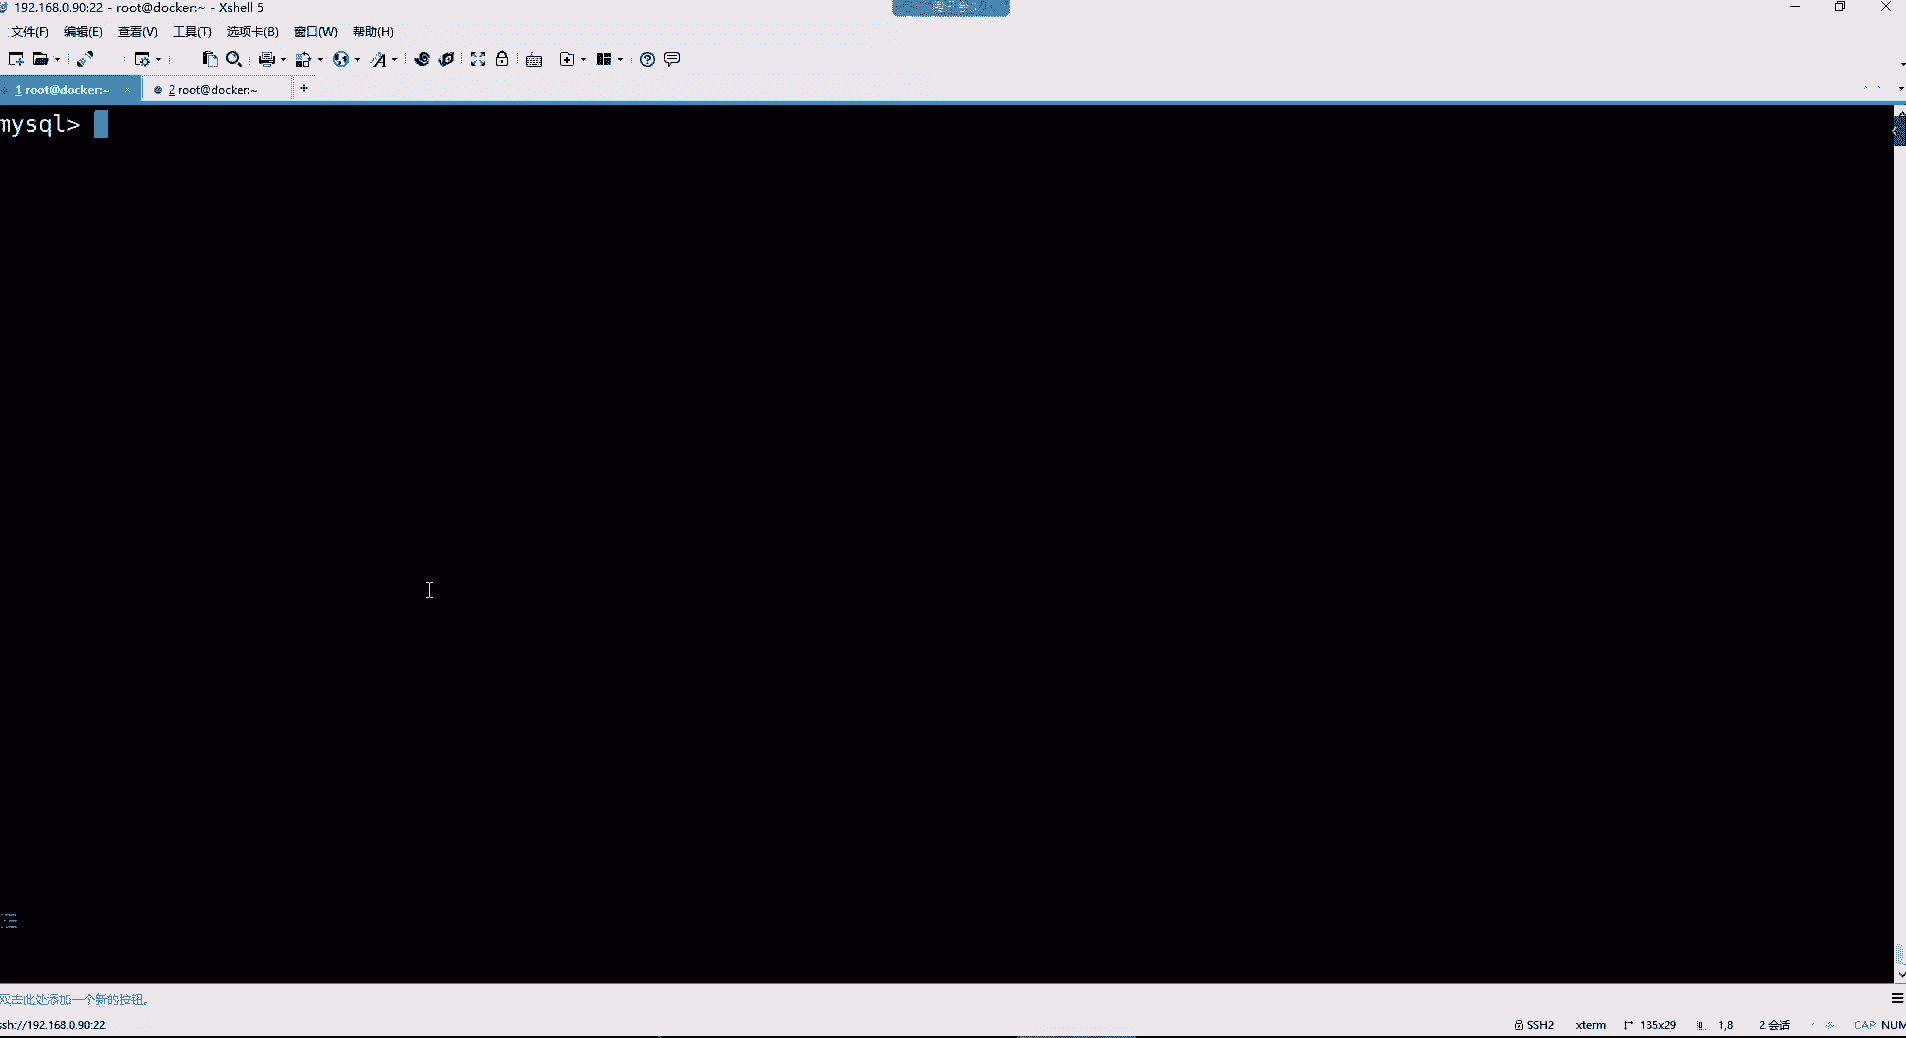 192.168.0.90:22 - root@docker:~ - Xshell 5
文件(F) 编辑(E) 查看(V) 工具(T) 选项卡(B) 窗口(W) 帮助(H)
1 root@docker:~ × 2 root@docker:~ +
mysql>
双击此处添加一个新的按钮。
ssh://192.168.0.90:22 SSH2 xterm 135x29 1,8 2 会话 CAP NUM